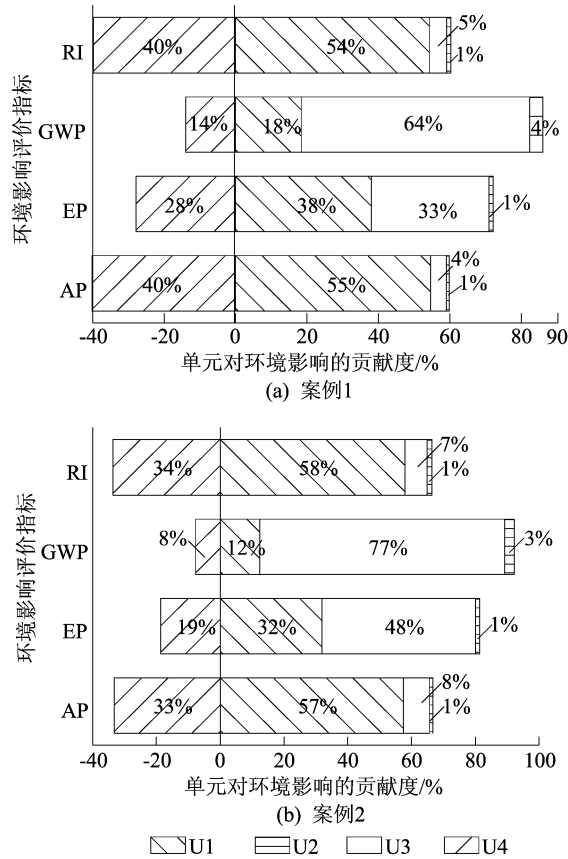 环境影响评价指标
RI
40%
54%
5%
1%
GWP
14%
18%
64%
4%
EP
28%
38%
33%
1%
AP
40%
55%
4%
1%
-40 -20 0 20 40 60 80 90
单元对环境影响的贡献度/%
(a) 案例1
环境影响评价指标
RI
34%
58%
7%
1%
GWP
8%
12%
77%
3%
EP
19%
32%
48%
1%
AP
33%
57%
8%
1%
-40 -20 0 20 40 60 80 100
单元对环境影响的贡献度/%
(b) 案例2
U1 U2 U3 U4